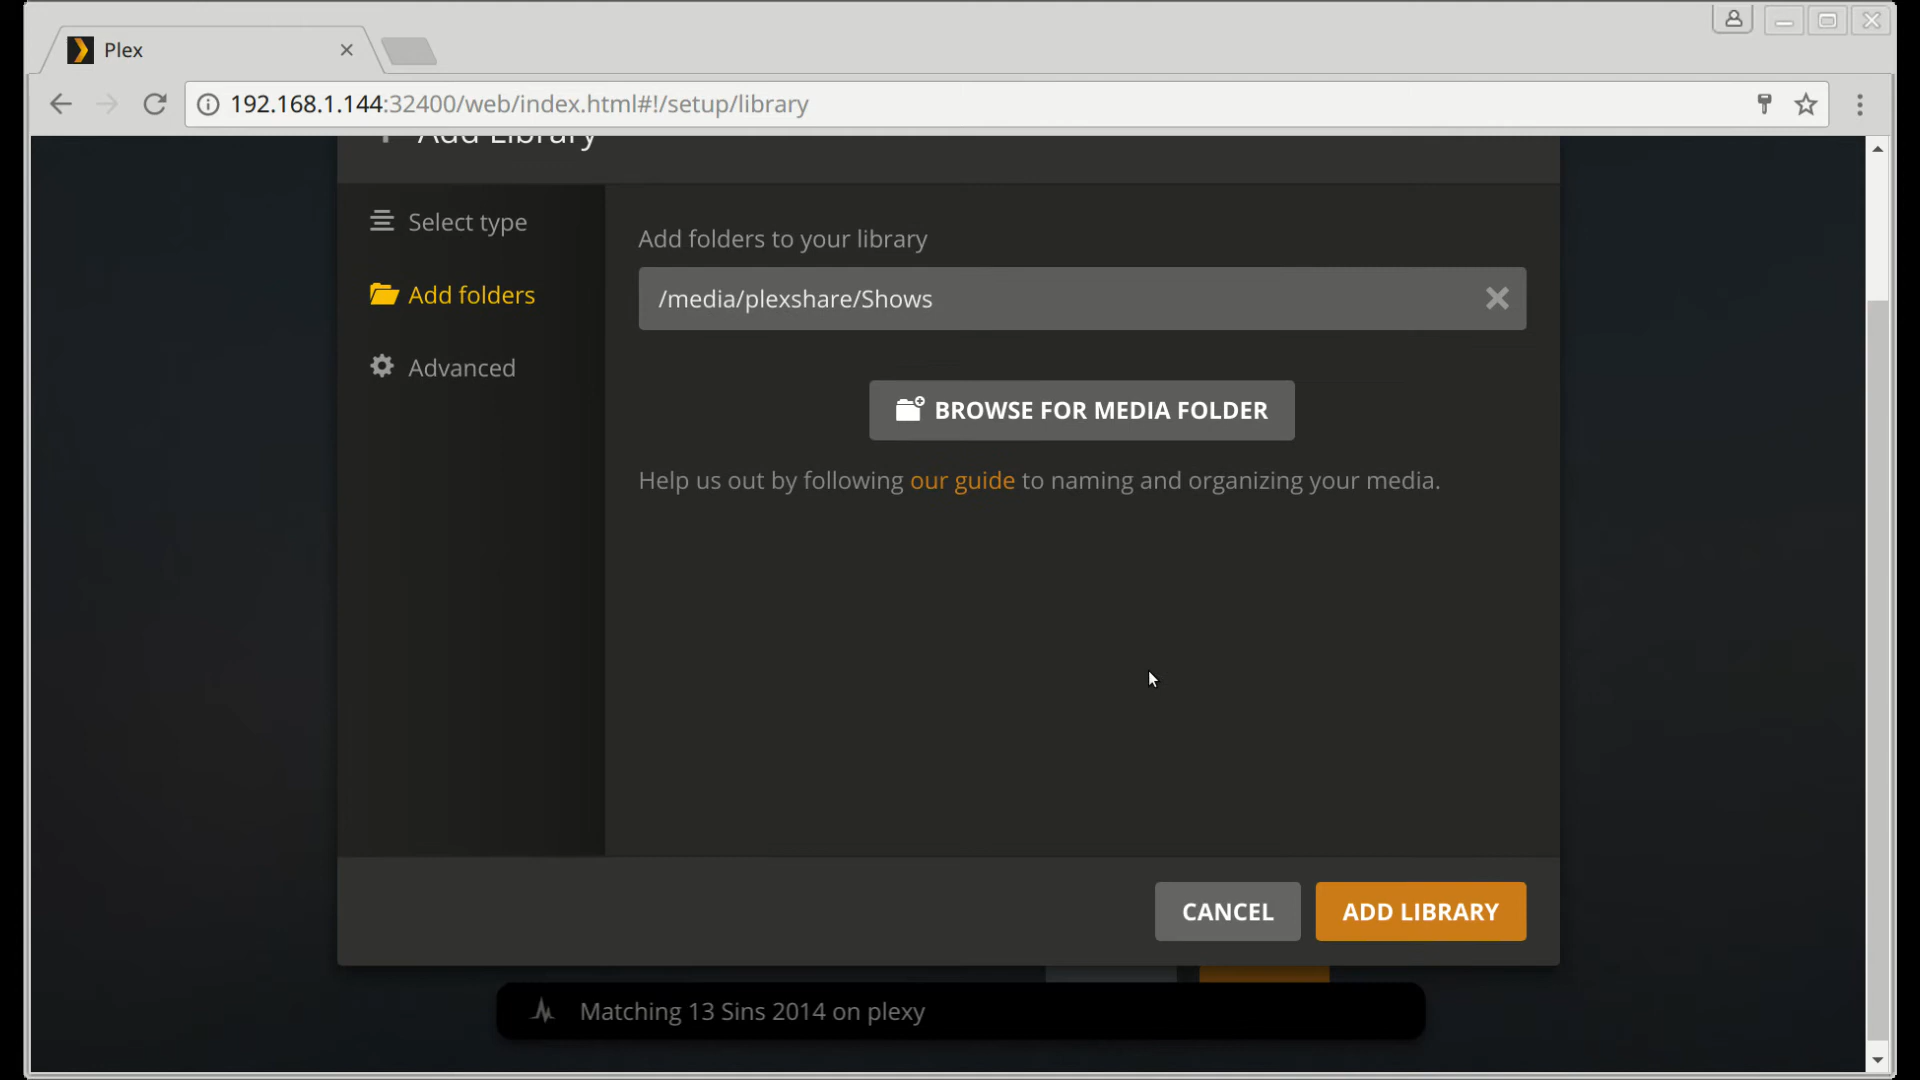 Plex
192.168.1.144:32400/web/index.html#!/setup/library
Add Library
Select type
Add folders
Advanced
Add folders to your library
/media/plexshare/Shows
BROWSE FOR MEDIA FOLDER
Help us out by following our guide to naming and organizing your media.
CANCEL
ADD LIBRARY
Matching 13 Sins 2014 on plexy